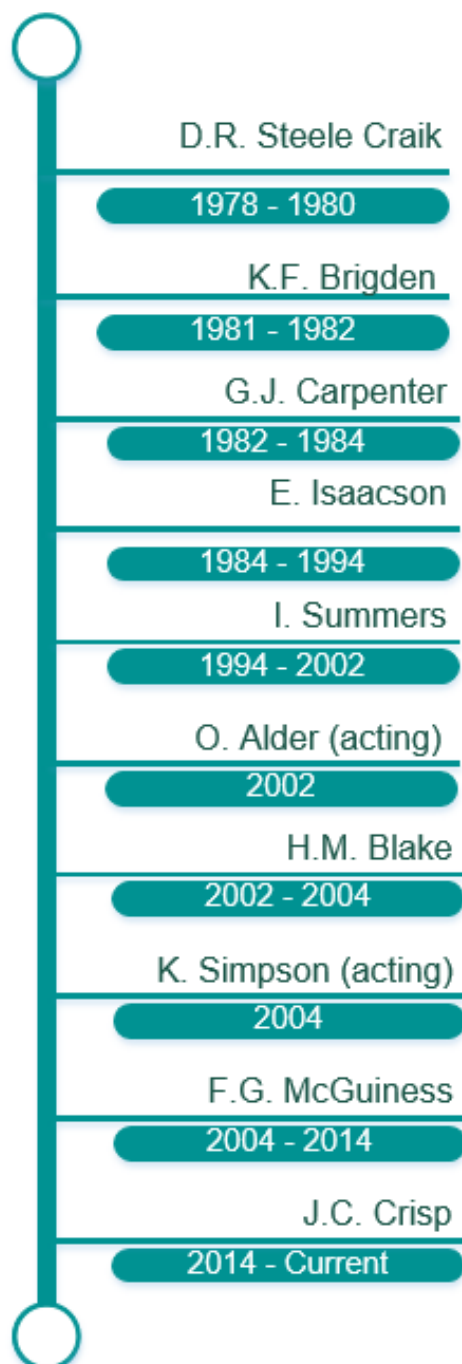 D.R. Steele Craik
1978 - 1980
K.F. Brigden
1981 - 1982
G.J. Carpenter
1982 - 1984
E. Isaacson
1984 - 1994
I. Summers
1994 - 2002
O. Alder (acting)
2002
H.M. Blake
2002 - 2004
K. Simpson (acting)
2004
F.G. McGuiness
2004 - 2014
J.C. Crisp
2014 - Current